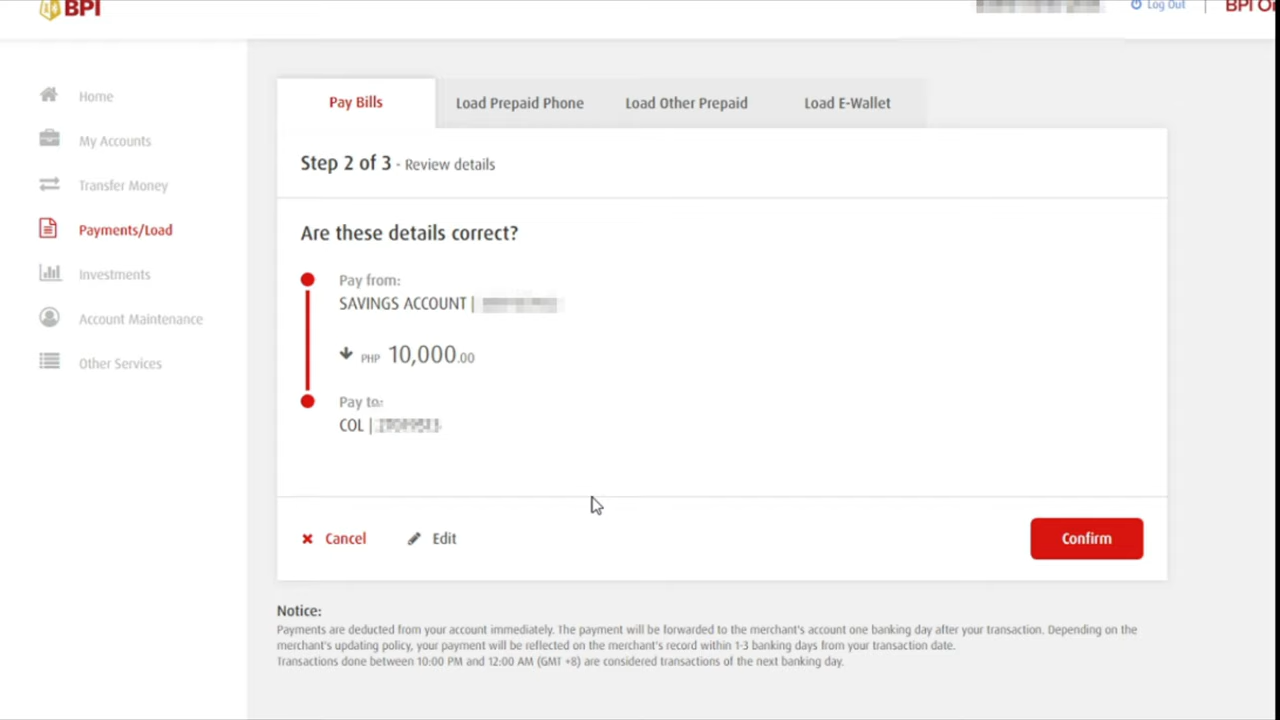 BPI
Log Out
Home
My Accounts
Transfer Money
Payments/Load
Investments
Account Maintenance
Other Services
Pay Bills
Load Prepaid Phone
Load Other Prepaid
Load E-Wallet
Step 2 of 3 - Review details
Are these details correct?
Pay from:
SAVINGS ACCOUNT |
PHP 10,000.00
Pay to:
COL |
Cancel
Edit
Confirm
Notice:
Payments are deducted from your account immediately. The payment will be forwarded to the merchant's account one banking day after your transaction. Depending on the
merchant's updating policy, your payment will be reflected on the merchant's record within 1-3 banking days from your transaction date.
Transactions done between 10:00 PM and 12:00 AM (GMT +8) are considered transactions of the next banking day.